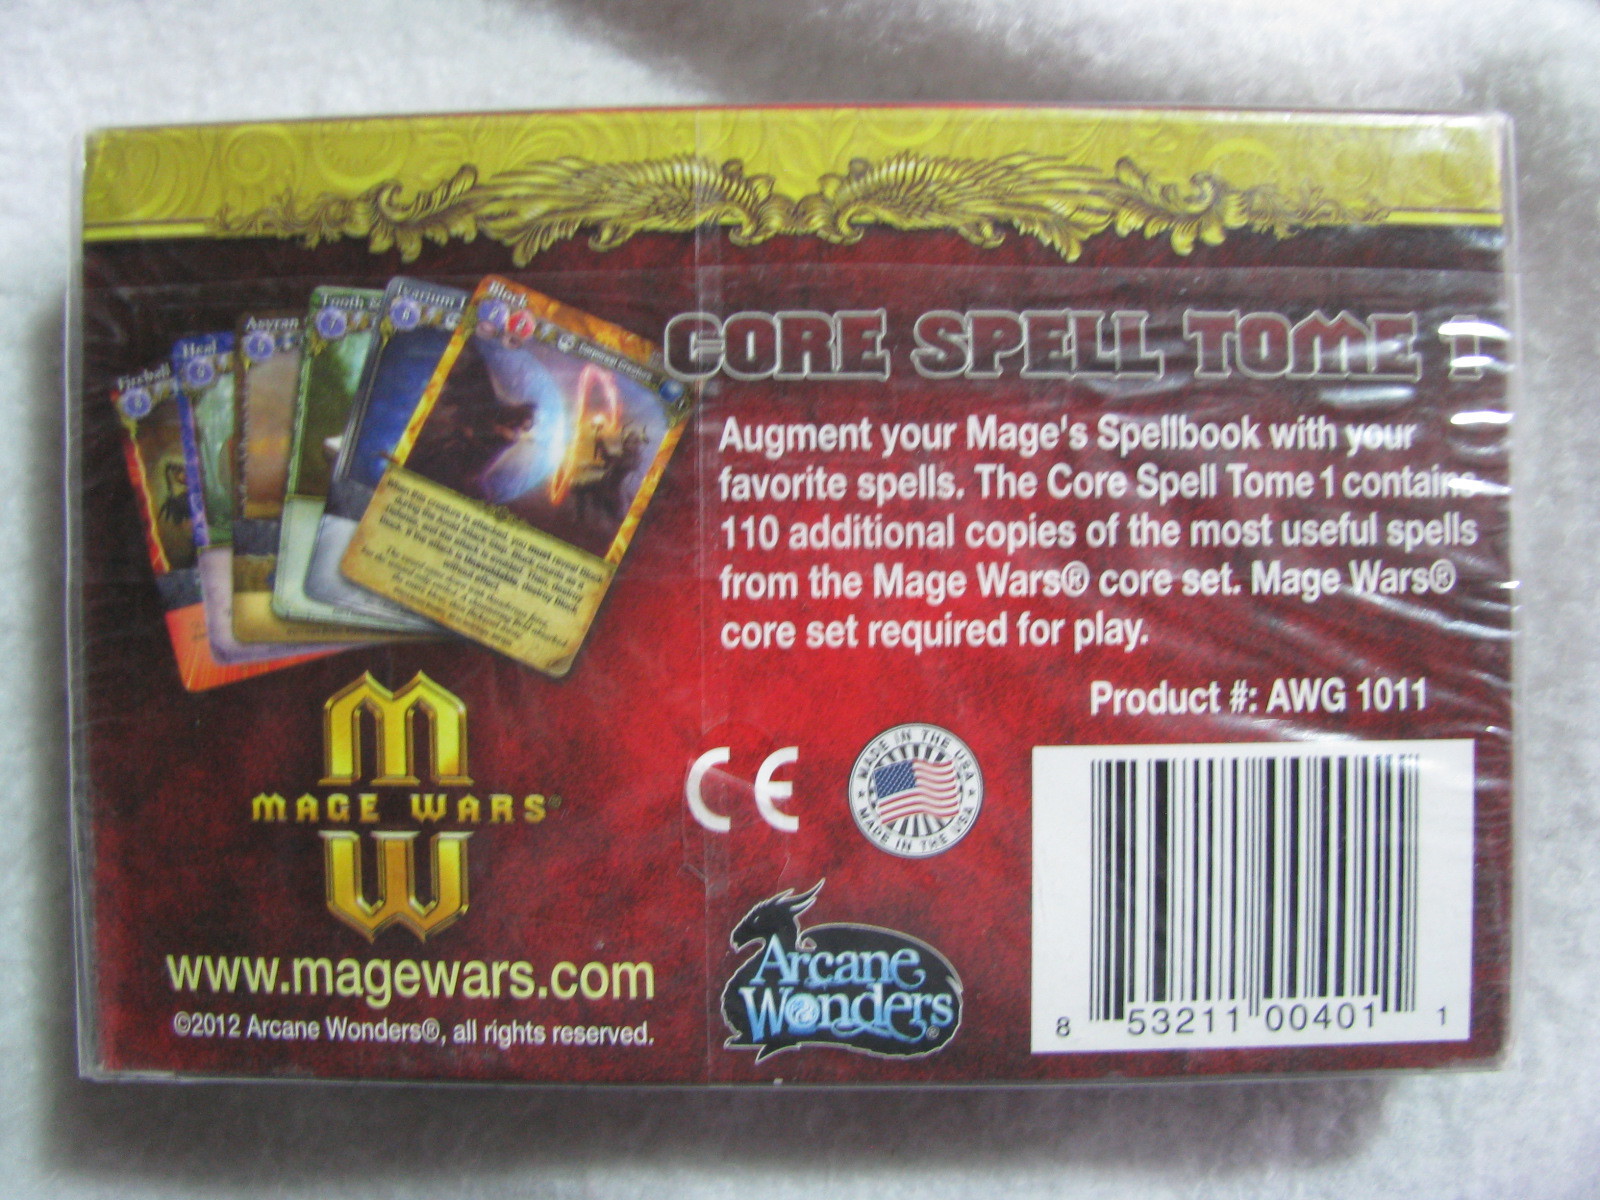 Fireball
Heal
Asyran
Tooth &
Block
Corporeal Creature
CORE SPELL TOME 1
Augment your Mage's Spellbook with your
favorite spells. The Core Spell Tome 1 contains
110 additional copies of the most useful spells
from the Mage Wars® core set. Mage Wars®
core set required for play.
Product #: AWG 1011
MAGE WARS®
MW
CE
MADE IN THE USA
MADE IN THE USA
www.magewars.com
©2012 Arcane Wonders®, all rights reserved.
Arcane
Wonders®
8 53211 00401 1